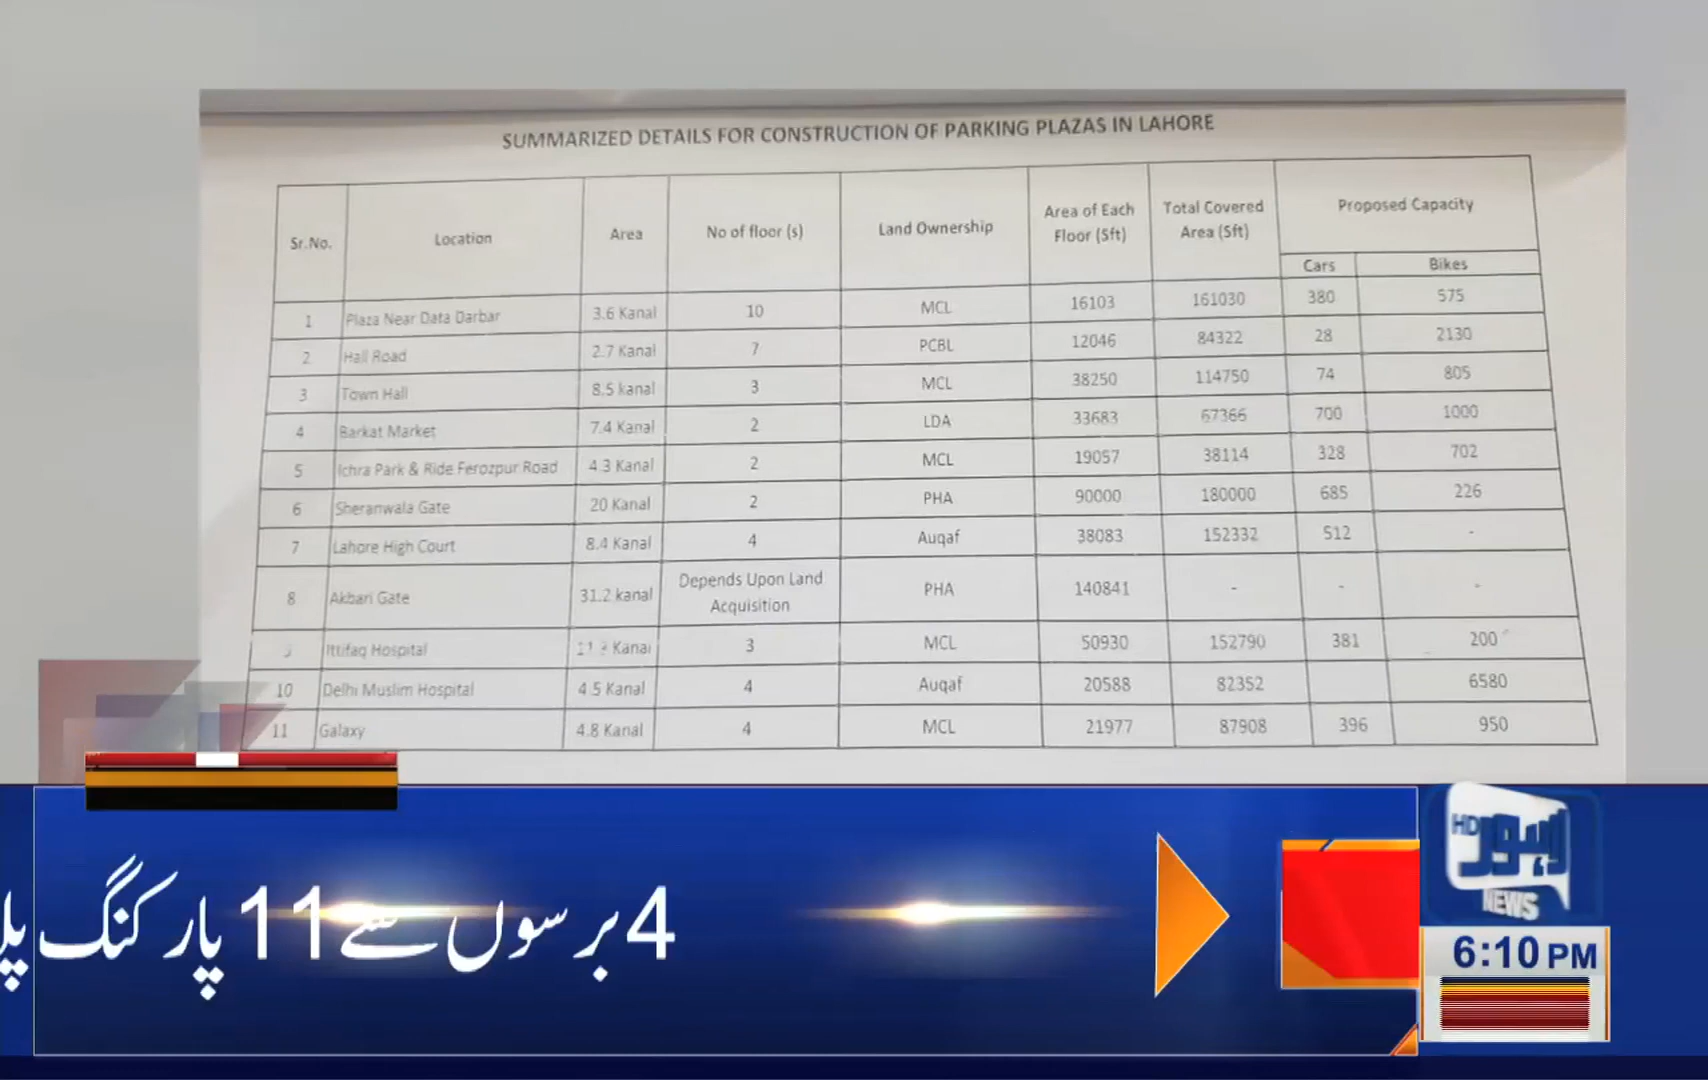 SUMMARIZED DETAILS FOR CONSTRUCTION OF PARKING PLAZAS IN LAHORE
Sr.No. Location Area No of floor (s) Land Ownership Area of Each Floor (Sft) Total Covered Area (Sft) Proposed Capacity
Cars Bikes
1 Plaza Near Data Darbar 3.6 Kanal 10 MCL 16103 161030 380 575
2 Hall Road 2.7 Kanal 7 PCBL 12046 84322 28 2130
3 Town Hall 8.5 kanal 3 MCL 38250 114750 74 805
4 Barkat Market 7.4 Kanal 2 LDA 33683 67366 700 1000
5 Ichra Park & Ride Ferozpur Road 4.3 Kanal 2 MCL 19057 38114 328 702
6 Sheranwala Gate 20 Kanal 2 PHA 90000 180000 685 226
7 Lahore High Court 8.4 Kanal 4 Auqaf 38083 152332 512 -
8 Akbari Gate 31.2 kanal Depends Upon Land Acquisition PHA 140841 - - -
Ittifaq Hospital Kanal 3 MCL 50930 152790 381 200
10 Delhi Muslim Hospital 4.5 Kanal 4 Auqaf 20588 82352 6580
11 Galaxy 4.8 Kanal 4 MCL 21977 87908 396 950
4 برسوں سے 11 پارکنگ پلا
لاہور HD
NEWS
6:10 PM